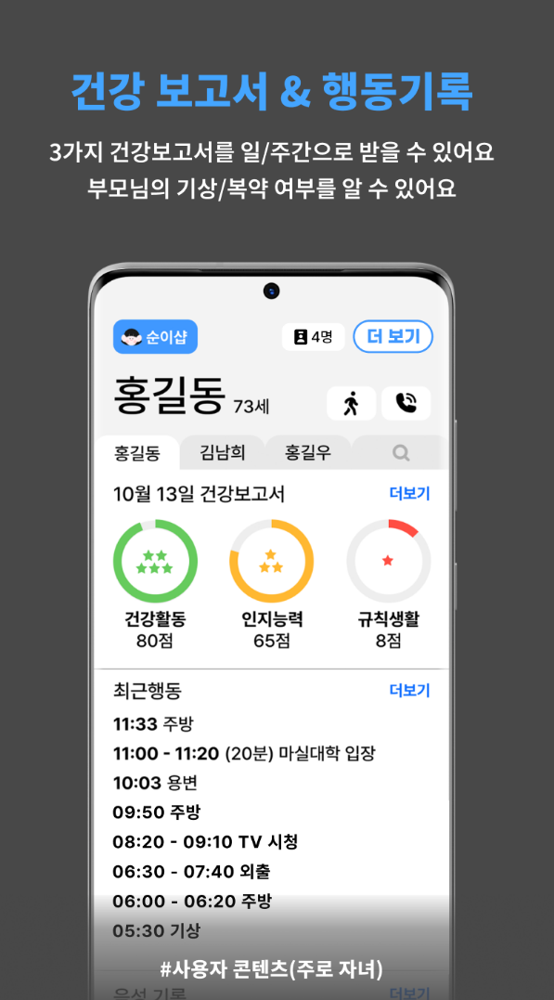 건강 보고서 & 행동기록
3가지 건강보고서를 일/주간으로 받을 수 있어요
부모님의 기상/복약 여부를 알 수 있어요
순이샵 4명 더 보기
홍길동 73세
홍길동 김남희 홍길우
10월 13일 건강보고서 더보기
건강활동 인지능력 규칙생활
80점 65점 8점
최근행동 더보기
11:33 주방
11:00 - 11:20 (20분) 마실대학 입장
10:03 용변
09:50 주방
08:20 - 09:10 TV 시청
06:30 - 07:40 외출
06:00 - 06:20 주방
05:30 기상
#사용자 콘텐츠(주로 자녀)
음성 기록 더보기